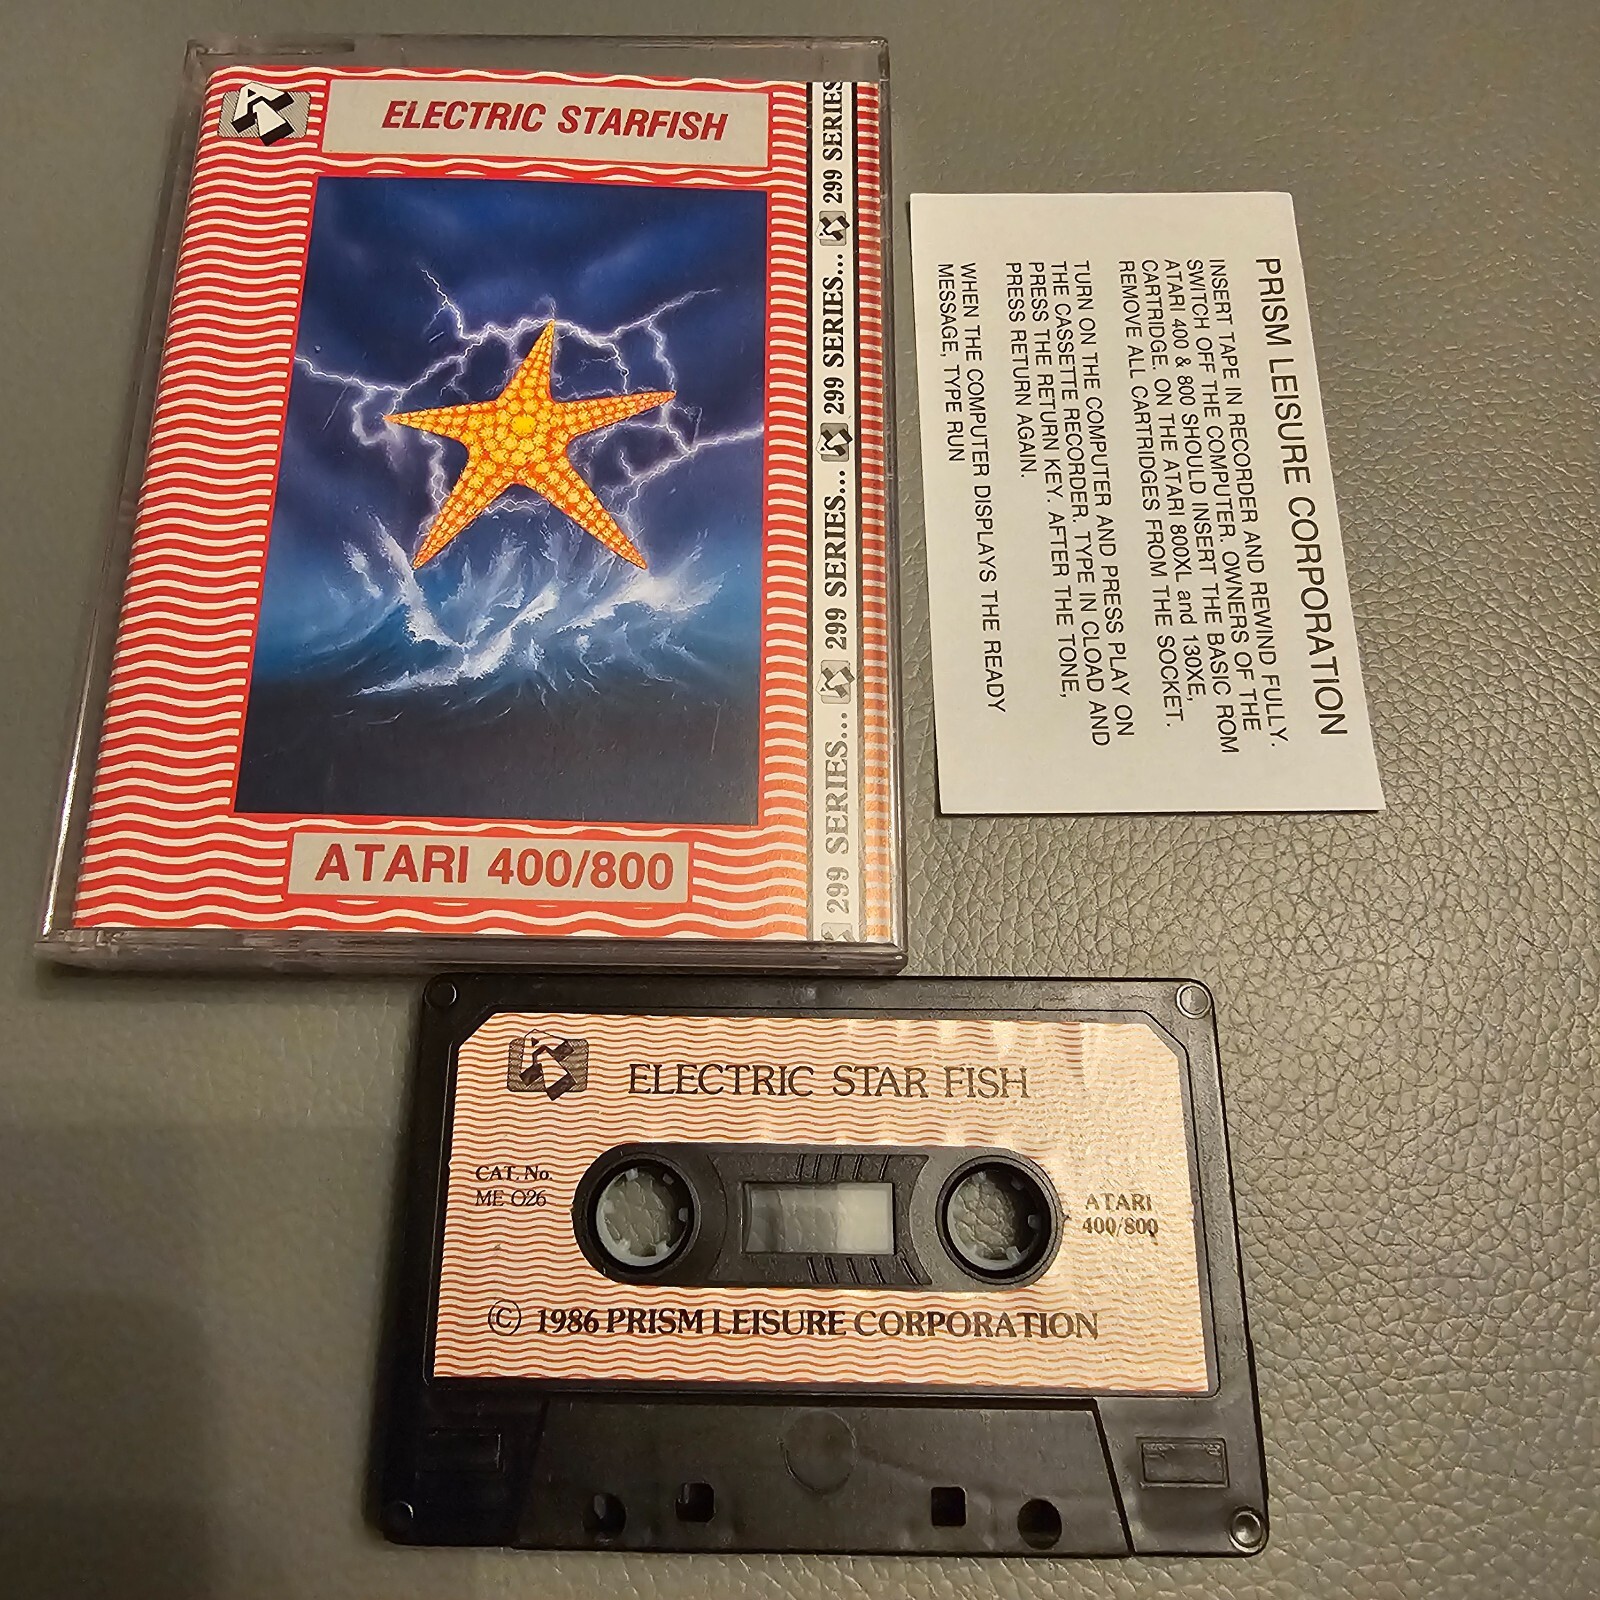 ELECTRIC STARFISH
ATARI 400/800
299 SERIES... 299 SERIES... 299 SERIES... 299 SERIES
PRISM LEISURE CORPORATION
INSERT TAPE IN RECORDER AND REWIND FULLY.
SWITCH OFF THE COMPUTER. OWNERS OF THE
ATARI 400 & 800 SHOULD INSERT THE BASIC ROM
CARTRIDGE. ON THE ATARI 800XL and 130XE,
REMOVE ALL CARTRIDGES FROM THE SOCKET.
TURN ON THE COMPUTER AND PRESS PLAY ON
THE CASSETTE RECORDER. TYPE IN CLOAD AND
PRESS THE RETURN KEY. AFTER THE TONE,
PRESS RETURN AGAIN.
WHEN THE COMPUTER DISPLAYS THE READY
MESSAGE, TYPE RUN
ELECTRIC STAR FISH
CAT. No.
ME 026
ATARI
400/800
© 1986 PRISM LEISURE CORPORATION